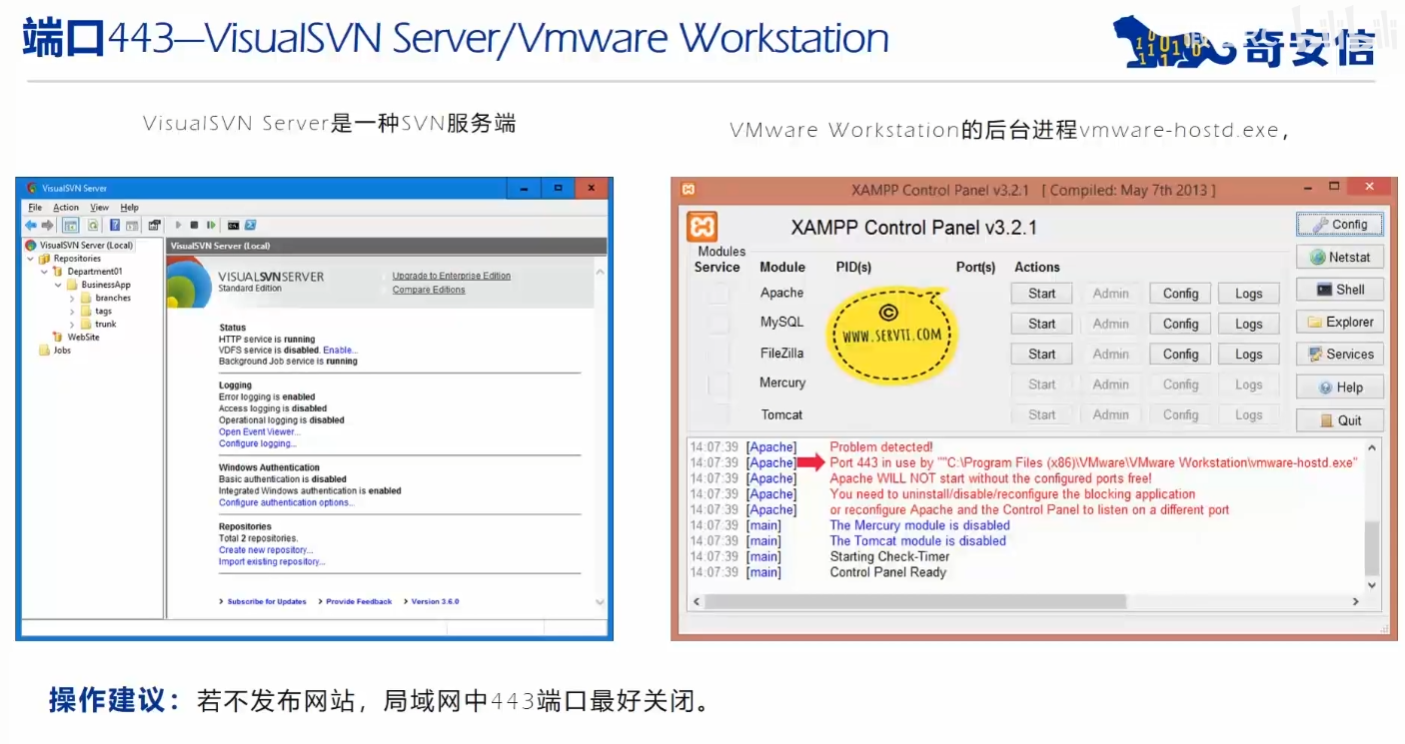 端口443—VisualSVN Server/Vmware Workstation
奇安信
bilibili
VisualSVN Server是一种SVN服务端
VMware Workstation的后台进程vmware-hostd.exe，
VisualSVN Server
File Action View Help
VisualSVN Server (Local)
Repositories
Department01
BusinessApp
branches
tags
trunk
WebSite
Jobs
VisualSVN Server (Local)
VISUALSVNSERVER
Standard Edition
Upgrade to Enterprise Edition
Compare Editions
Status
HTTP service is running
VDFS service is disabled. Enable...
Background Job service is running
Logging
Error logging is enabled
Access logging is disabled
Operational logging is disabled
Open Event Viewer...
Configure logging...
Windows Authentication
Basic authentication is disabled
Integrated Windows authentication is enabled
Configure authentication options...
Repositories
Total 2 repositories.
Create new repository...
Import existing repository...
Subscribe for Updates Provide Feedback Version 3.6.0
XAMPP Control Panel v3.2.1 [ Compiled: May 7th 2013 ]
XAMPP Control Panel v3.2.1
Config
Modules
Service Module PID(s) Port(s) Actions
Netstat
Apache Start Admin Config Logs
Shell
MySQL Start Admin Config Logs
Explorer
FileZilla Start Admin Config Logs
Services
Mercury Start Admin Config Logs
Help
Tomcat Start Admin Config Logs
Quit
©
WWW.SERVTI.COM
14:07:39 [Apache] Problem detected!
14:07:39 [Apache] Port 443 in use by ""C:\Program Files (x86)\VMware\VMware Workstation\vmware-hostd.exe"
14:07:39 [Apache] Apache WILL NOT start without the configured ports free!
14:07:39 [Apache] You need to uninstall/disable/reconfigure the blocking application
14:07:39 [Apache] or reconfigure Apache and the Control Panel to listen on a different port
14:07:39 [main] The Mercury module is disabled
14:07:39 [main] The Tomcat module is disabled
14:07:39 [main] Starting Check-Timer
14:07:39 [main] Control Panel Ready
操作建议：若不发布网站，局域网中443端口最好关闭。